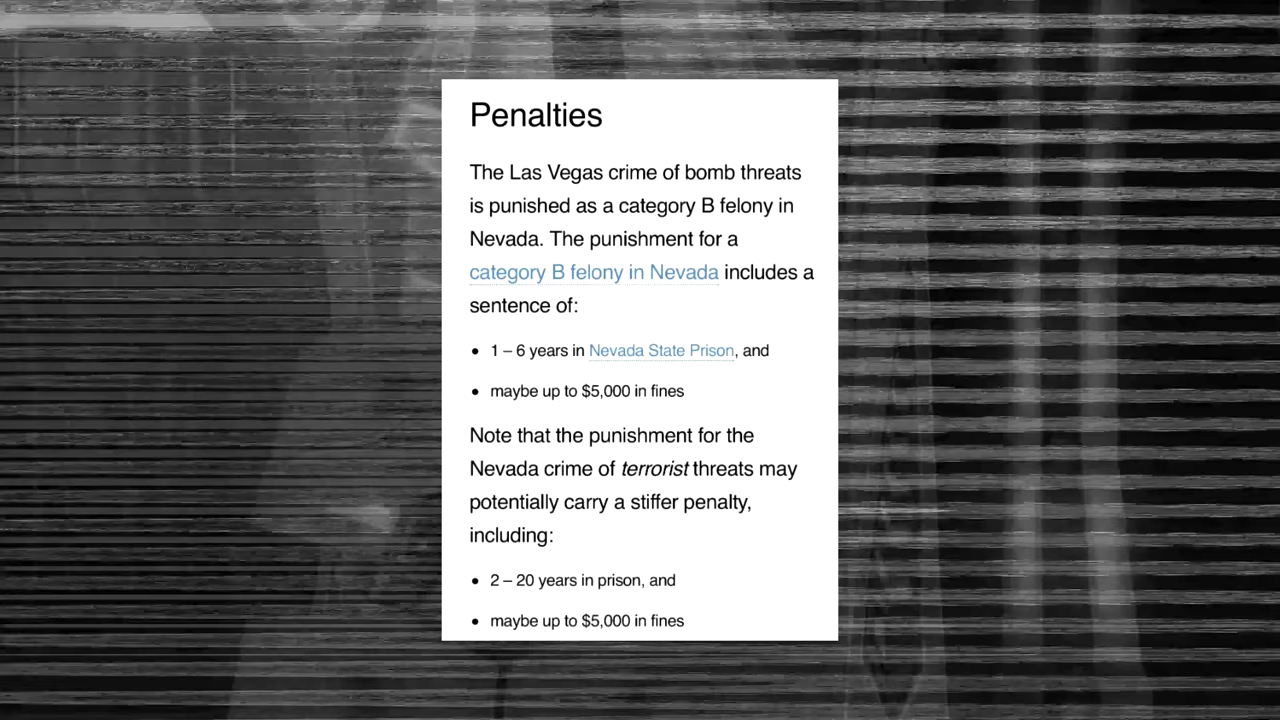 Penalties
The Las Vegas crime of bomb threats
is punished as a category B felony in
Nevada. The punishment for a
category B felony in Nevada includes a
sentence of:
• 1 – 6 years in Nevada State Prison, and
• maybe up to $5,000 in fines
Note that the punishment for the
Nevada crime of terrorist threats may
potentially carry a stiffer penalty,
including:
• 2 – 20 years in prison, and
• maybe up to $5,000 in fines